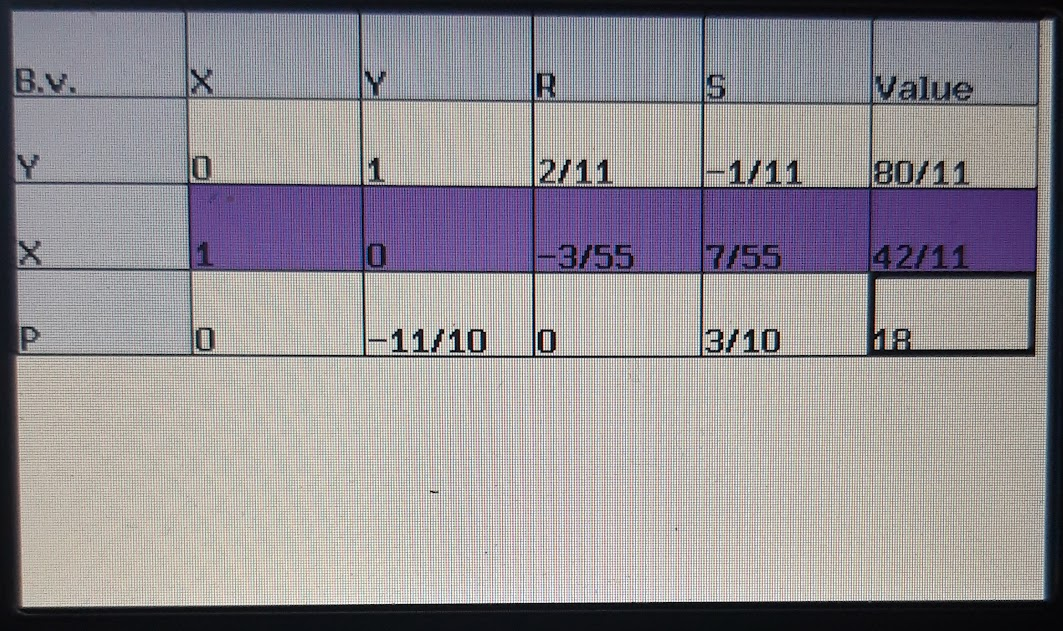 B.v. X Y R S Value
Y 0 1 2/11 -1/11 80/11
X 1 0 -3/55 7/55 42/11
P 0 -11/10 0 3/10 18